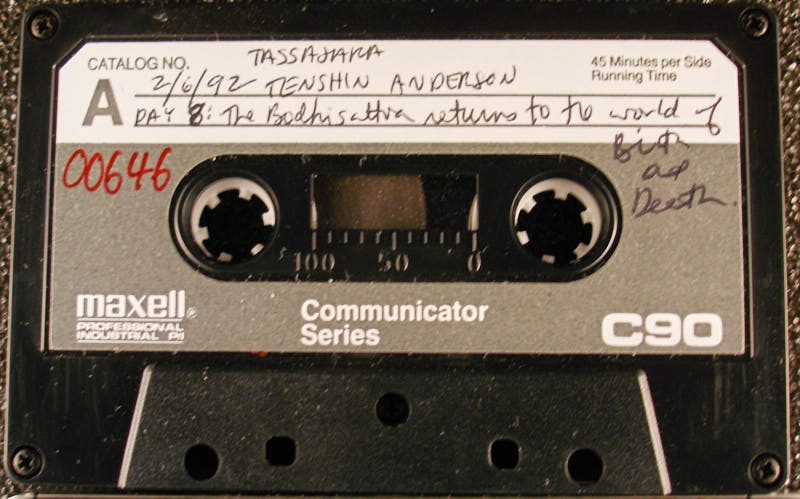 CATALOG NO. TASSAJARA 45 Minutes per Side
Running Time
A 2/6/92 TENSHIN ANDERSON
DAY 8: The Bodhisattva returns to the world of
Birth
and
Death.
00646
100 50 0
maxell®
PROFESSIONAL
INDUSTRIAL P/I
Communicator
Series
C90